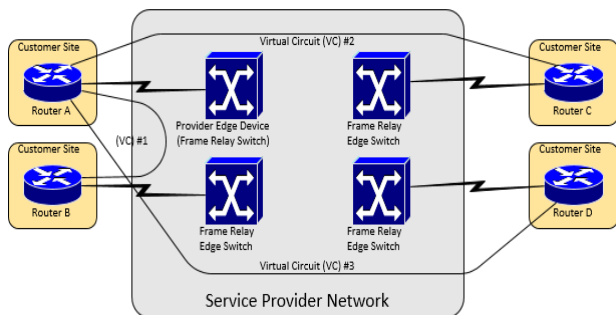 Customer Site
Router A
Virtual Circuit (VC) #2
Customer Site
Router C
Provider Edge Device
(Frame Relay Switch)
Frame Relay
Edge Switch
(VC) #1
Customer Site
Router B
Customer Site
Router D
Frame Relay
Edge Switch
Frame Relay
Edge Switch
Virtual Circuit (VC) #3
Service Provider Network